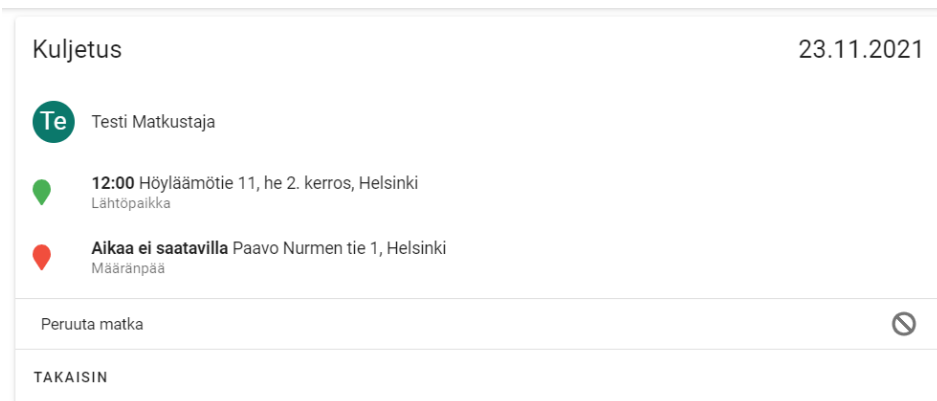 Kuljetus 23.11.2021
Te Testi Matkustaja
12:00 Höyläämötie 11, he 2. kerros, Helsinki
Lähtöpaikka
Aikaa ei saatavilla Paavo Nurmen tie 1, Helsinki
Määränpää
Peruuta matka
TAKAISIN